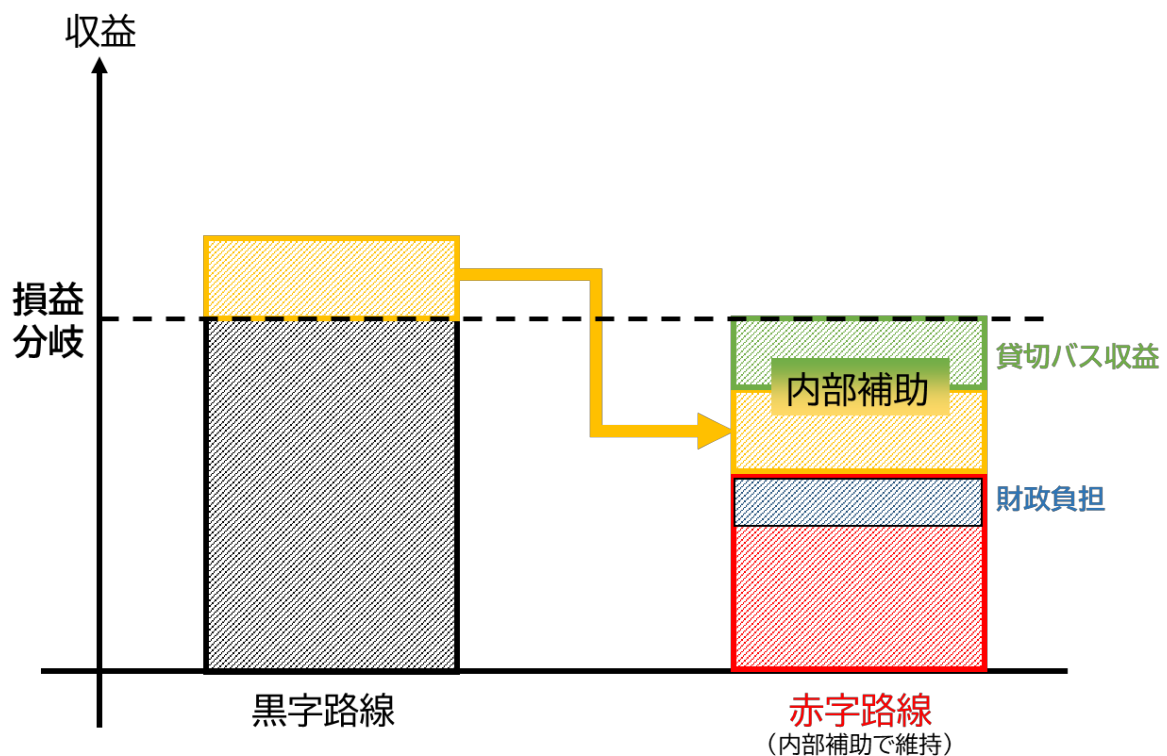 収益
損益
分岐
貸切バス収益
内部補助
財政負担
黒字路線
赤字路線
（内部補助で維持）